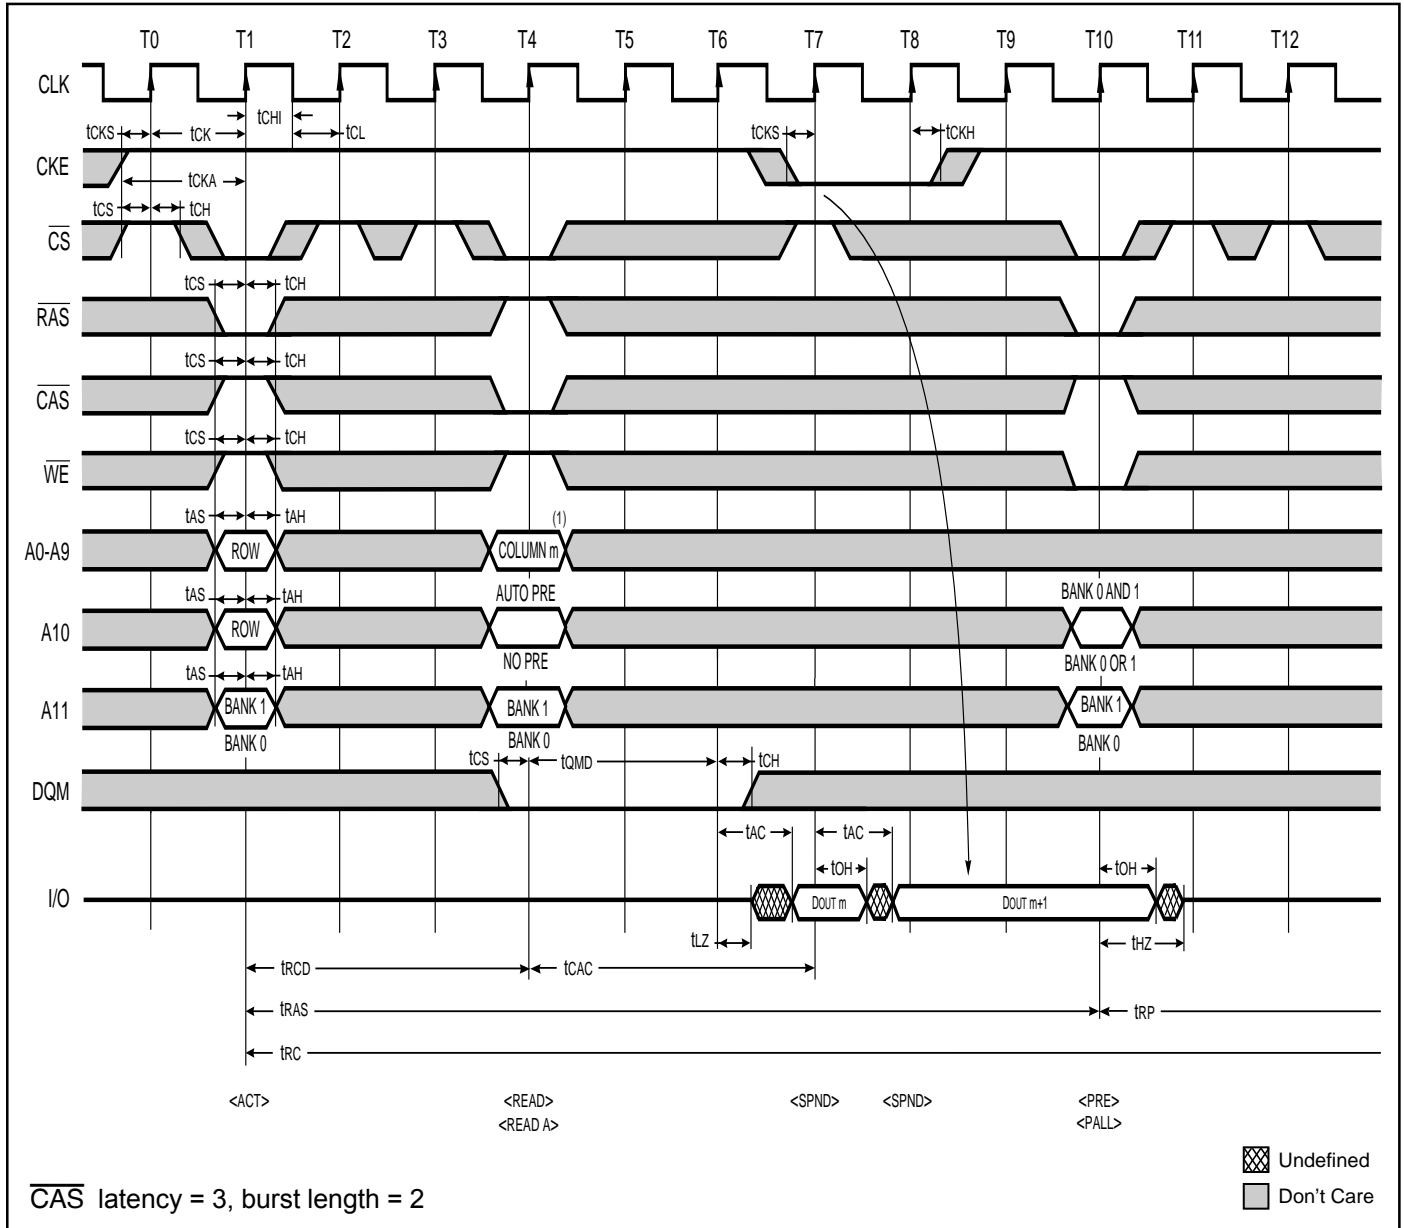 T0 T1 T2 T3 T4 T5 T6 T7 T8 T9 T10 T11 T12
CLK
tCHI
tCKS tCK tCL tCKS tCKH
CKE
tCKA
tCS tCH
CS
tCS tCH
RAS
tCS tCH
CAS
tCS tCH
WE
tAS tAH (1)
A0-A9 ROW COLUMN m
tAS tAH AUTO PRE BANK 0 AND 1
A10 ROW
NO PRE BANK 0 OR 1
tAS tAH
A11 BANK 1 BANK 1 BANK 1
BANK 0 BANK 0 BANK 0
tCS tQMD tCH
DQM
tAC tAC
tOH tOH
I/O DOUT m DOUT m+1
tLZ tHZ
tRCD tCAC
tRAS tRP
tRC
<ACT> <READ> <SPND> <SPND> <PRE>
<READ A> <PALL>
Undefined
Don't Care
CAS latency = 3, burst length = 2